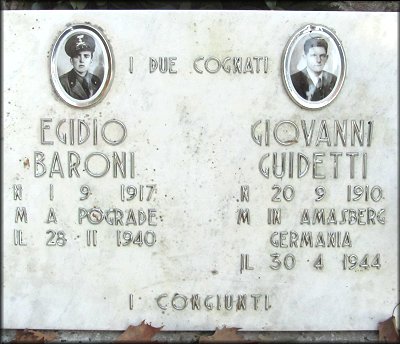 I DUE COGNATI
EGIDIO
BARONI
N 1 9 1917
M A POGRADE
IL 28 11 1940
GIOVANNI
GUIDETTI
N 20 9 1910
M IN AMASBERG
GERMANIA
IL 30 4 1944
I CONGIUNTI